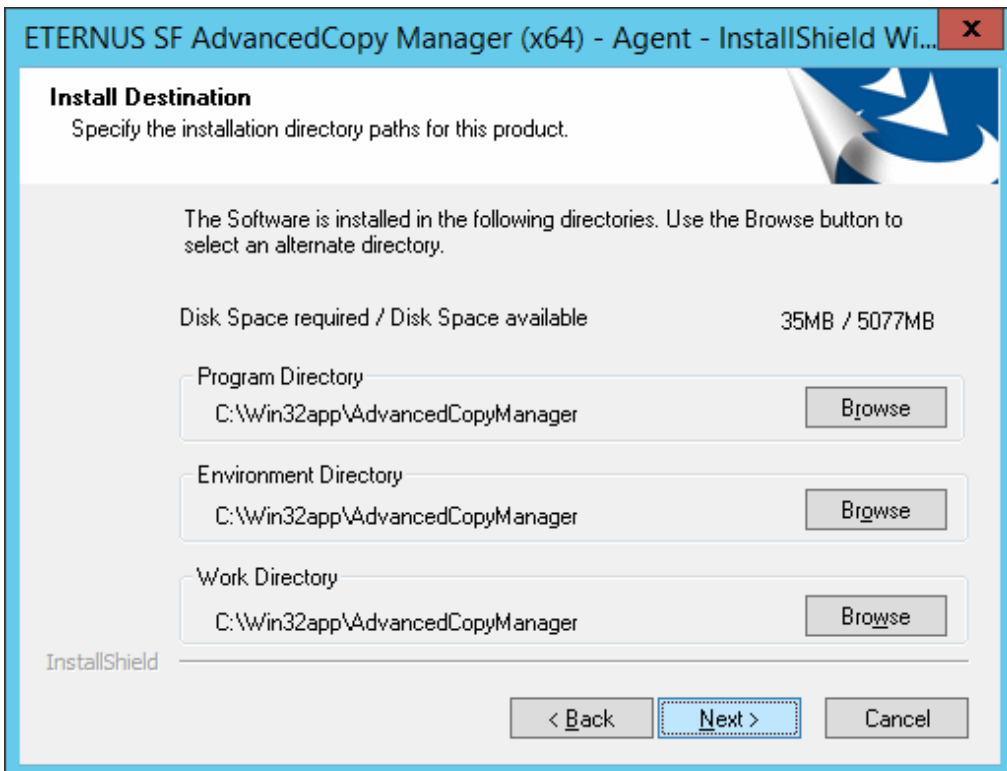 ETERNUS SF AdvancedCopy Manager (x64) - Agent - InstallShield Wi...
x
Install Destination
Specify the installation directory paths for this product.
The Software is installed in the following directories. Use the Browse button to
select an alternate directory.
Disk Space required / Disk Space available 35MB / 5077MB
Program Directory
C:\Win32app\AdvancedCopyManager Browse
Environment Directory
C:\Win32app\AdvancedCopyManager Browse
Work Directory
C:\Win32app\AdvancedCopyManager Browse
InstallShield
< Back Next > Cancel